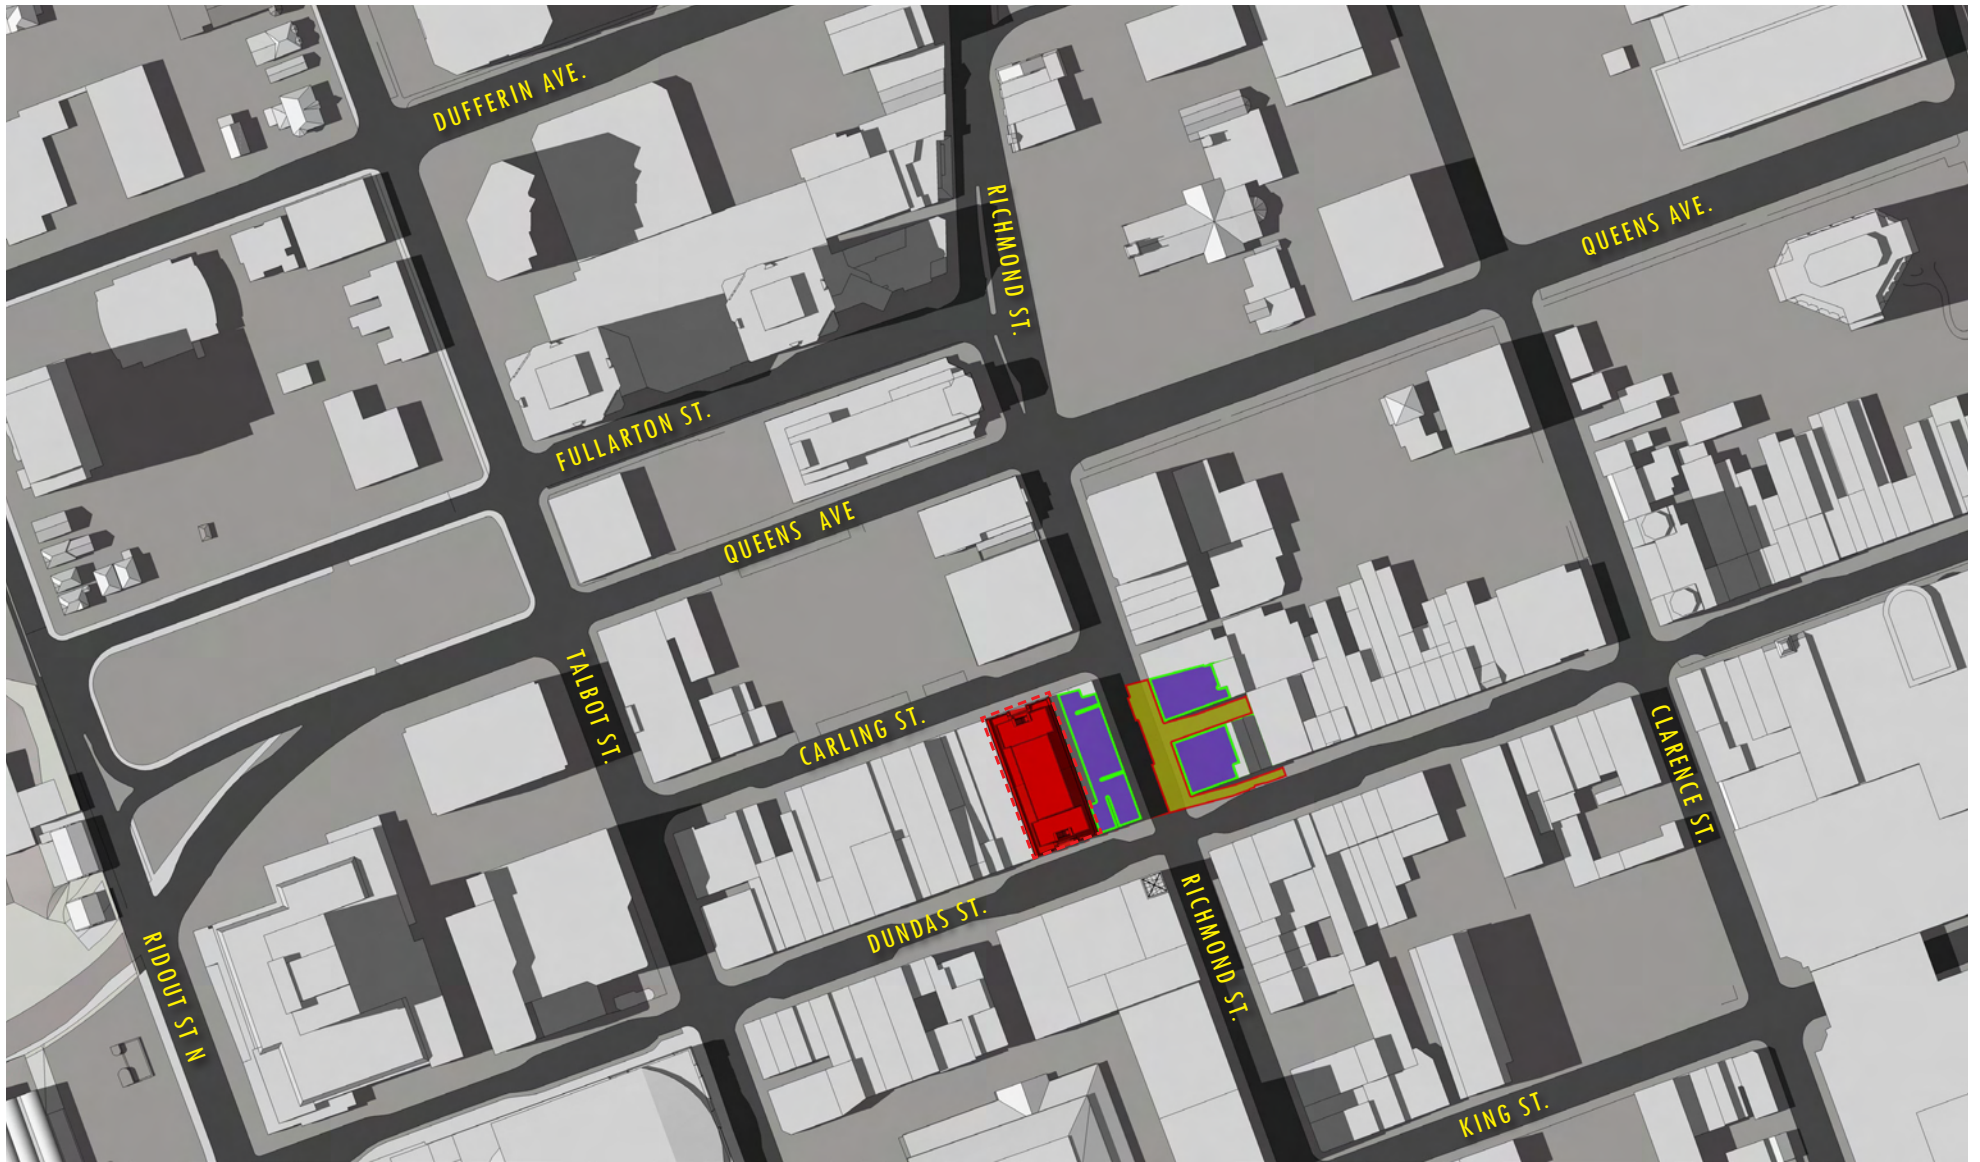 DUFFERIN AVE.
RICHMOND ST.
QUEENS AVE.
FULLARTON ST.
QUEENS AVE
TALBOT ST.
CARLING ST.
CLARENCE ST.
DUNDAS ST.
RICHMOND ST.
RIDOUT ST N
KING ST.